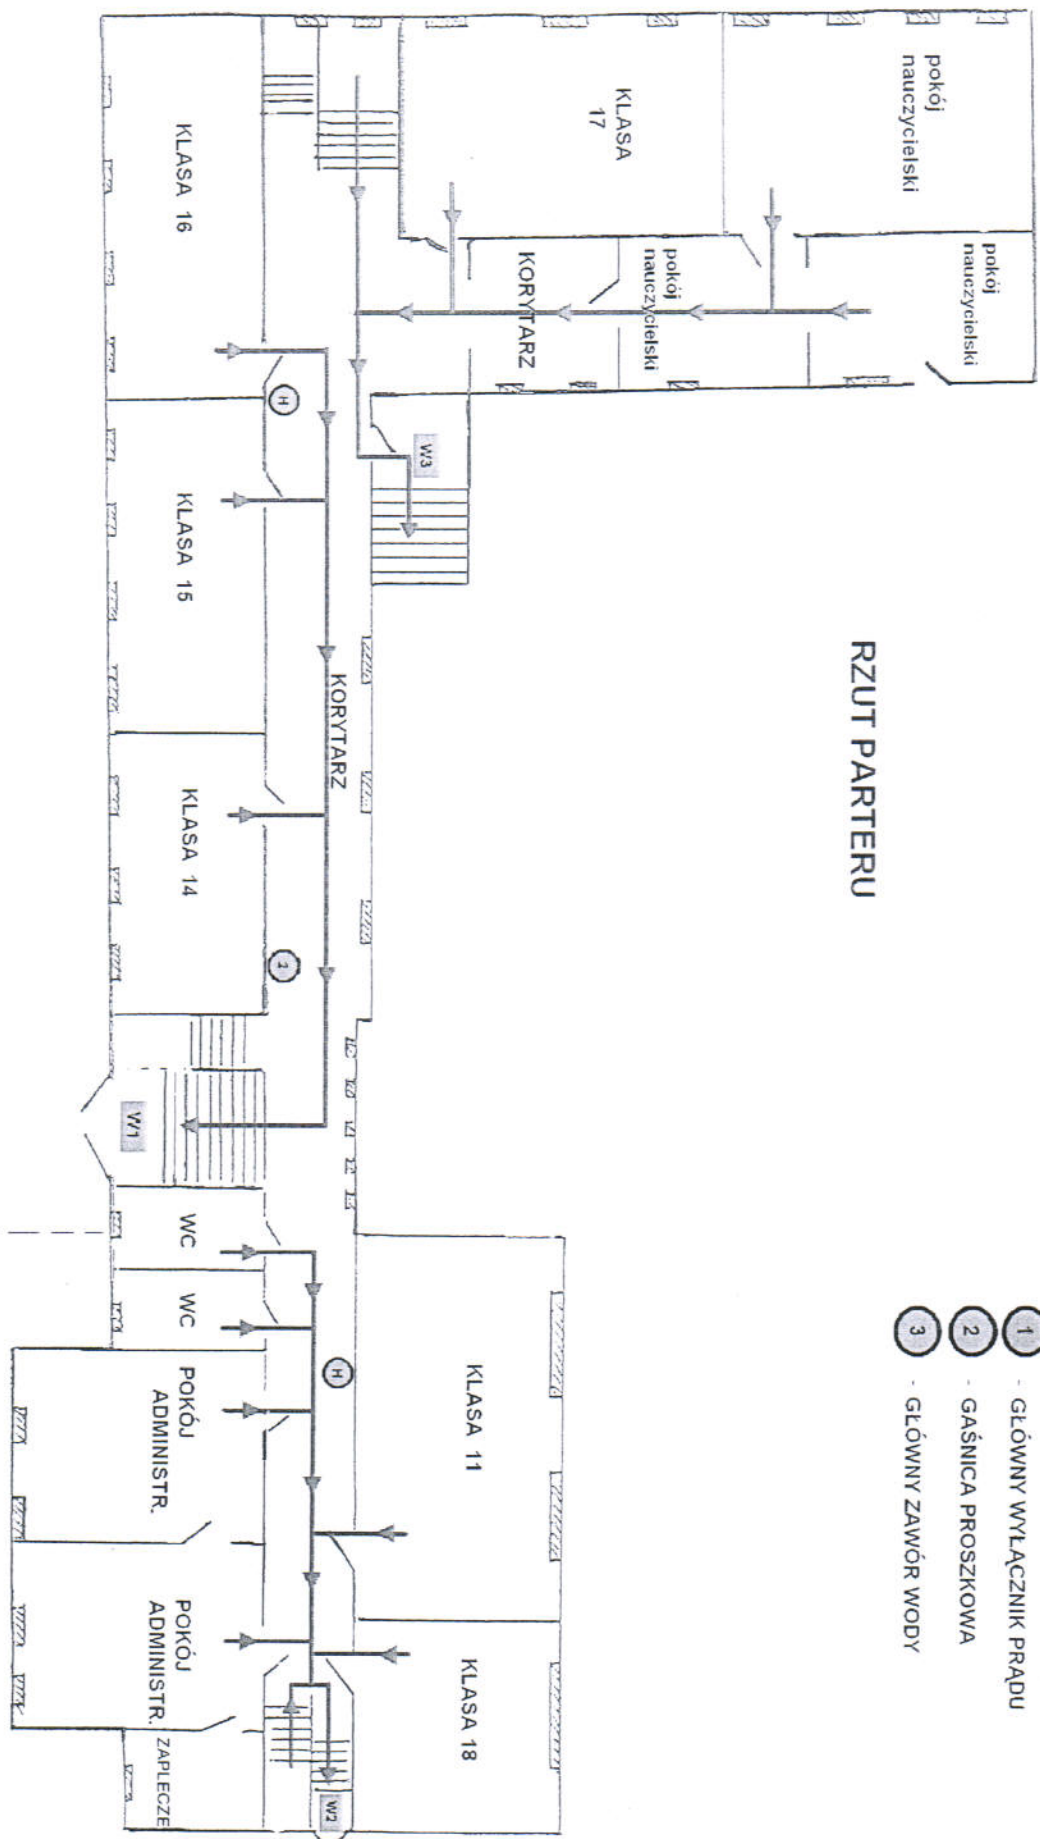 RZUT PARTERU
1 - GŁÓWNY WYŁĄCZNIK PRĄDU
2 - GAŚNICA PROSZKOWA
3 - GŁÓWNY ZAWÓR WODY
pokój
nauczycielski
KLASA
17
pokój
nauczycielski
pokój
nauczycielski
KORYTARZ
KLASA 16
H
W3
KLASA 15
KORYTARZ
KLASA 14
2
W1
WC
WC
H
KLASA 11
POKÓJ
ADMINISTR.
POKÓJ
ADMINISTR.
KLASA 18
ZAPLECZE
W2